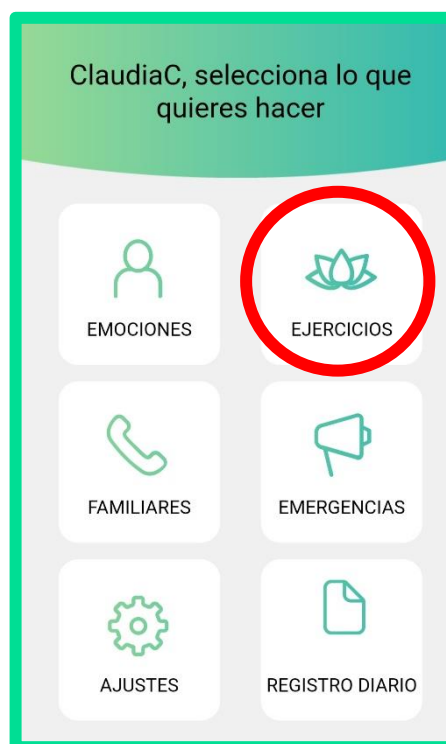 ClaudiaC, selecciona lo que
quieres hacer
EMOCIONES
EJERCICIOS
FAMILIARES
EMERGENCIAS
AJUSTES
REGISTRO DIARIO